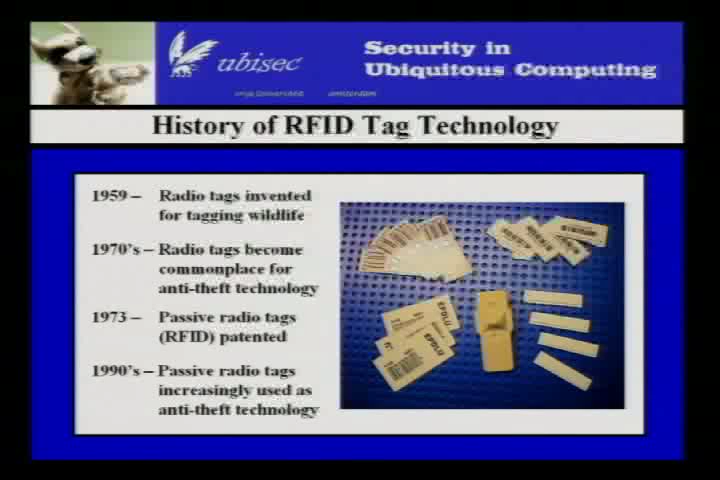 ubisec
Security in
Ubiquitous Computing
amsterdam
History of RFID Tag Technology
1959 – Radio tags invented
for tagging wildlife
1970's – Radio tags become
commonplace for
anti-theft technology
1973 – Passive radio tags
(RFID) patented
1990's – Passive radio tags
increasingly used as
anti-theft technology